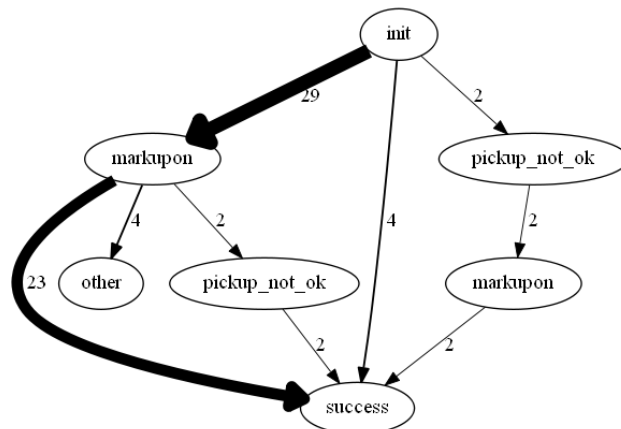 init
29
2
markupon
pickup_not_ok
4
2
4
2
23
other
pickup_not_ok
markupon
2
2
success